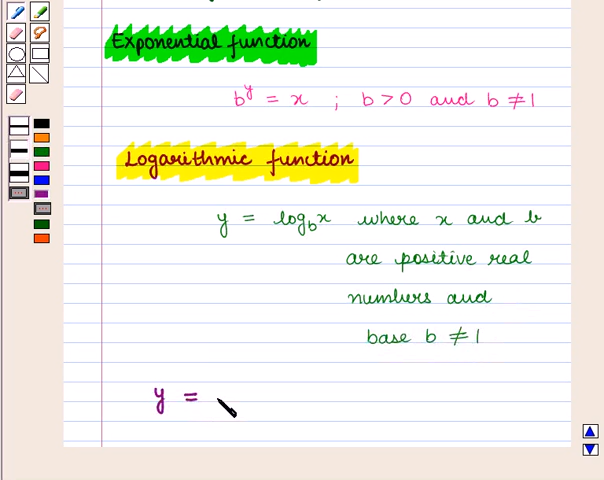 Exponential function
b^y = x ; b > 0 and b ≠ 1
Logarithmic function
y = log_b x where x and b
are positive real
numbers and
base b ≠ 1
y =